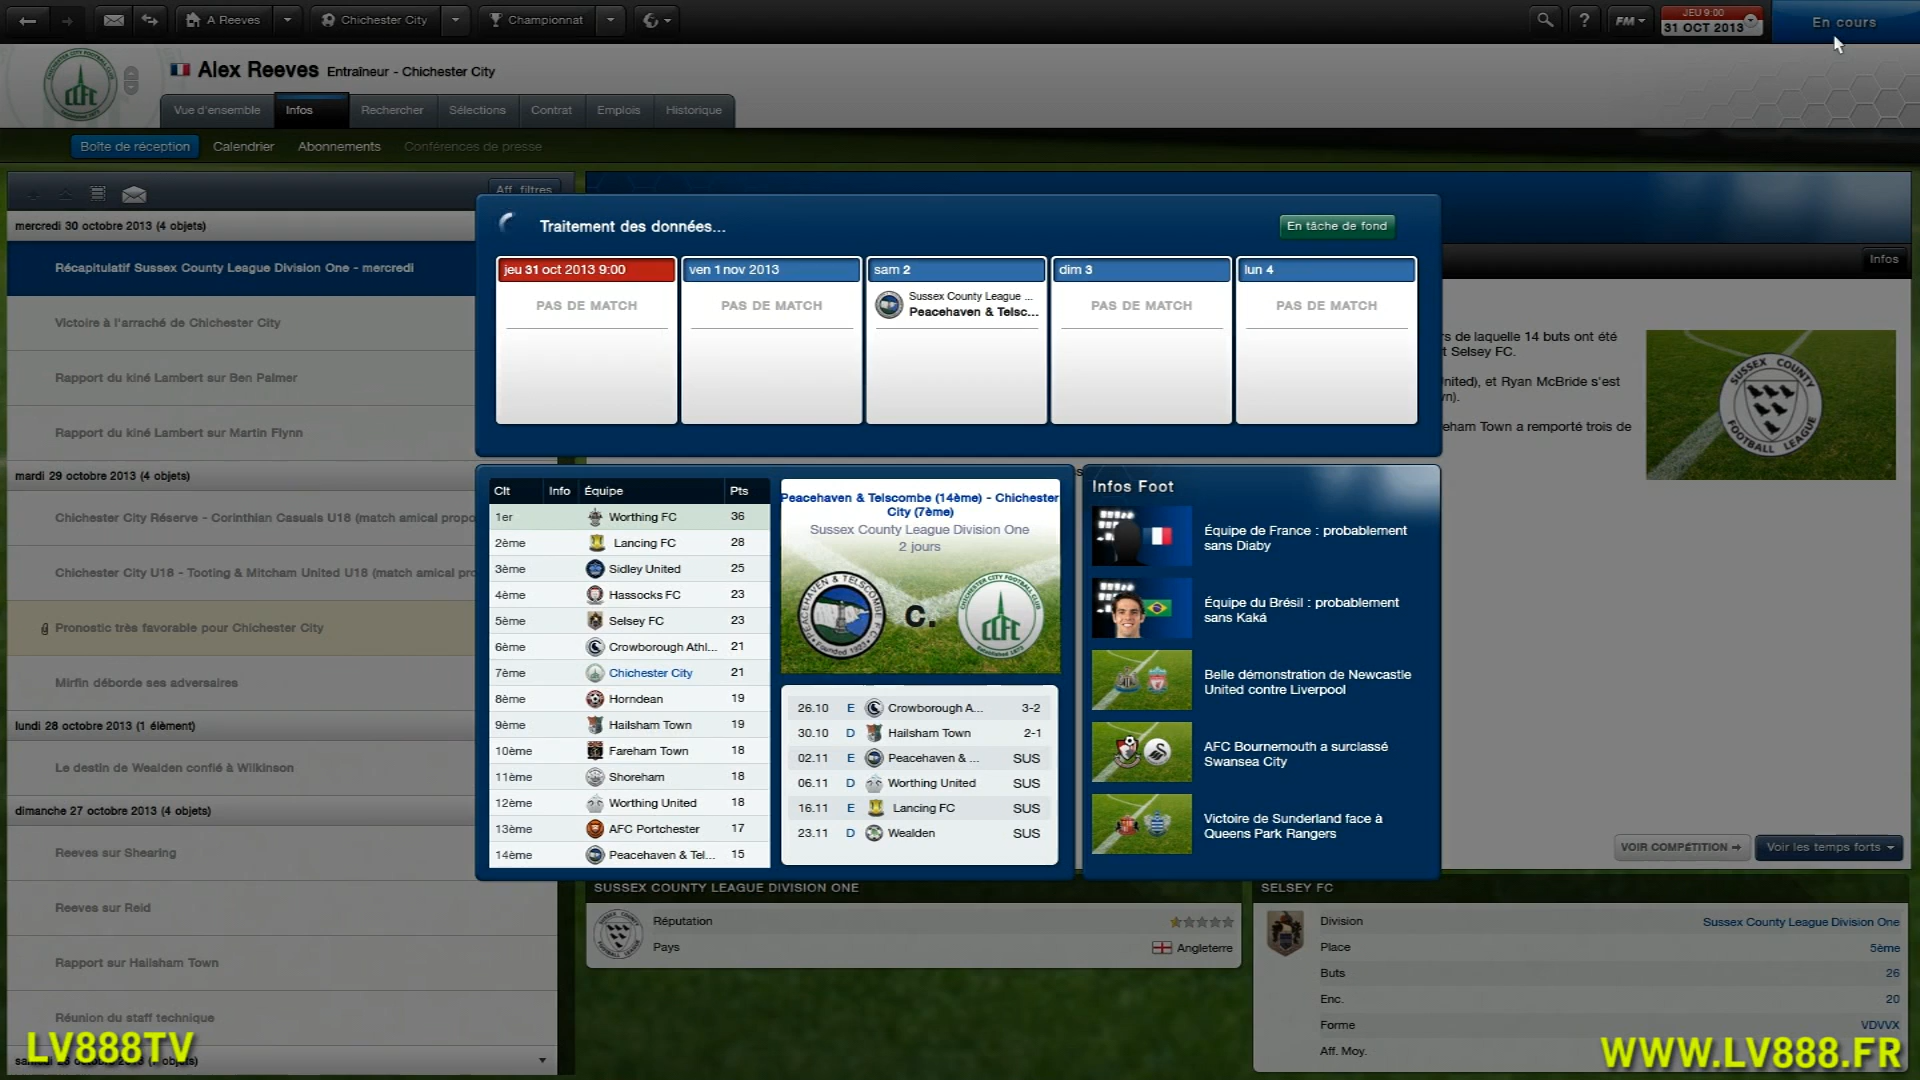 A Reeves
Chichester City
Championnat
?
FM
JEU 9:00
31 OCT 2013
En cours
Alex Reeves Entraîneur - Chichester City
Vue d'ensemble
Infos
Rechercher
Sélections
Contrat
Emplois
Historique
Boîte de réception
Calendrier
Abonnements
Conférences de presse
Aff. filtres
mercredi 30 octobre 2013 (4 objets)
Récapitulatif Sussex County League Division One - mercredi
Victoire à l'arraché de Chichester City
Rapport du kiné Lambert sur Ben Palmer
Rapport du kiné Lambert sur Martin Flynn
mardi 29 octobre 2013 (4 objets)
Chichester City Réserve - Corinthian Casuals U18 (match amical propo
Chichester City U18 - Tooting & Mitcham United U18 (match amical pro
Pronostic très favorable pour Chichester City
Mirfin déborde ses adversaires
lundi 28 octobre 2013 (1 élèment)
Le destin de Wealden confié à Wilkinson
dimanche 27 octobre 2013 (4 objets)
Reeves sur Shearing
Reeves sur Reid
Rapport sur Hailsham Town
Réunion du staff technique
LV888TV
Traitement des données...
En tâche de fond
jeu 31 oct 2013 9:00
PAS DE MATCH
ven 1 nov 2013
PAS DE MATCH
sam 2
Sussex County League ...
Peacehaven & Telsc...
dim 3
PAS DE MATCH
lun 4
PAS DE MATCH
Clt Info Équipe Pts
1er Worthing FC 36
2ème Lancing FC 28
3ème Sidley United 25
4ème Hassocks FC 23
5ème Selsey FC 23
6ème Crowborough Athl... 21
7ème Chichester City 21
8ème Horndean 19
9ème Hailsham Town 19
10ème Fareham Town 18
11ème Shoreham 18
12ème Worthing United 18
13ème AFC Portchester 17
14ème Peacehaven & Tel... 15
Peacehaven & Telscombe (14ème) - Chichester
City (7ème)
Sussex County League Division One
2 jours
PEACEHAVEN & TELSCOMBE F.C.
Founded 1923
c.
CHICHESTER CITY FOOTBALL CLUB
CCFC
26.10 E Crowborough A... 3-2
30.10 D Hailsham Town 2-1
02.11 E Peacehaven & ... SUS
06.11 D Worthing United SUS
16.11 E Lancing FC SUS
23.11 D Wealden SUS
Infos Foot
Équipe de France : probablement
sans Diaby
Équipe du Brésil : probablement
sans Kaká
Belle démonstration de Newcastle
United contre Liverpool
AFC Bournemouth a surclassé
Swansea City
Victoire de Sunderland face à
Queens Park Rangers
Infos
s de laquelle 14 buts ont été
t Selsey FC.
nited), et Ryan McBride s'est
n).
eham Town a remporté trois de
SUSSEX COUNTY
FOOTBALL LEAGUE
VOIR COMPÉTITION
Voir les temps forts
SUSSEX COUNTY LEAGUE DIVISION ONE
Réputation
Pays Angleterre
SELSEY FC
Division Sussex County League Division One
Place 5ème
Buts 26
Enc. 20
Forme VDVVX
Aff. Moy.
WWW.LV888.FR